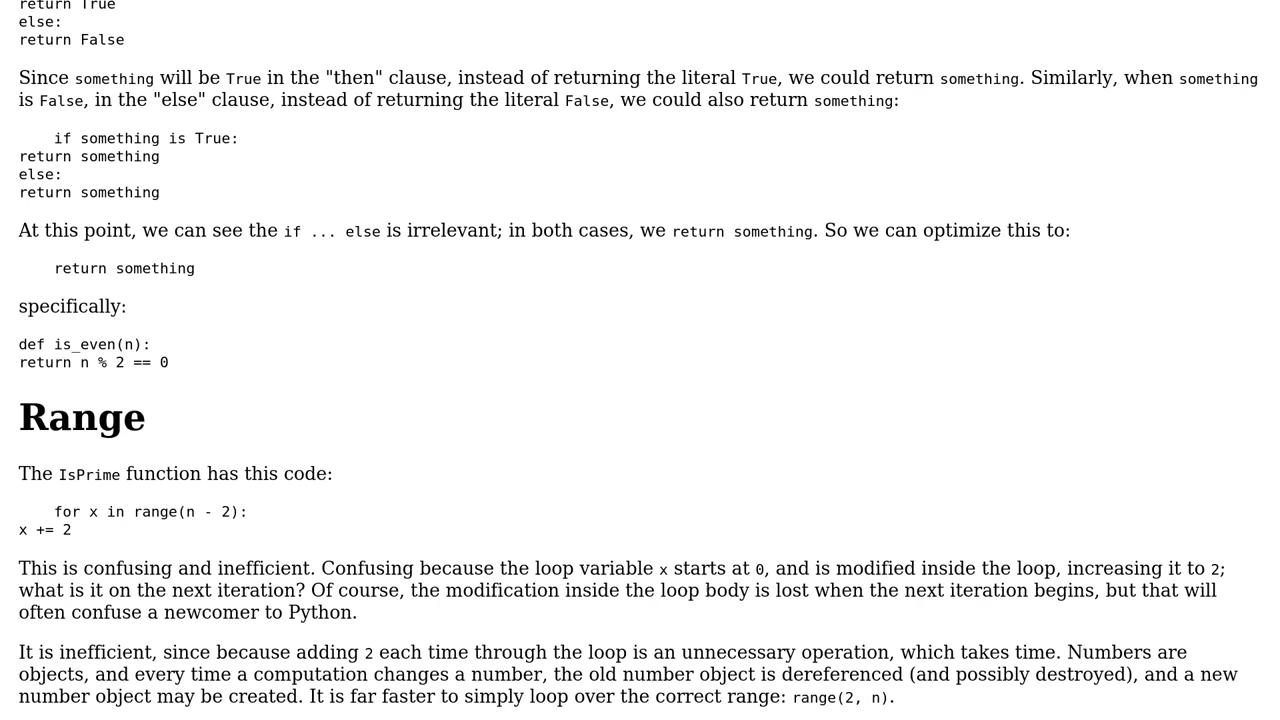 return True
else:
return False
Since something will be True in the "then" clause, instead of returning the literal True, we could return something. Similarly, when something
is False, in the "else" clause, instead of returning the literal False, we could also return something:
if something is True:
return something
else:
return something
At this point, we can see the if ... else is irrelevant; in both cases, we return something. So we can optimize this to:
return something
specifically:
def is_even(n):
return n % 2 == 0
Range
The IsPrime function has this code:
for x in range(n - 2):
x += 2
This is confusing and inefficient. Confusing because the loop variable x starts at 0, and is modified inside the loop, increasing it to 2;
what is it on the next iteration? Of course, the modification inside the loop body is lost when the next iteration begins, but that will
often confuse a newcomer to Python.
It is inefficient, since because adding 2 each time through the loop is an unnecessary operation, which takes time. Numbers are
objects, and every time a computation changes a number, the old number object is dereferenced (and possibly destroyed), and a new
number object may be created. It is far faster to simply loop over the correct range: range(2, n).